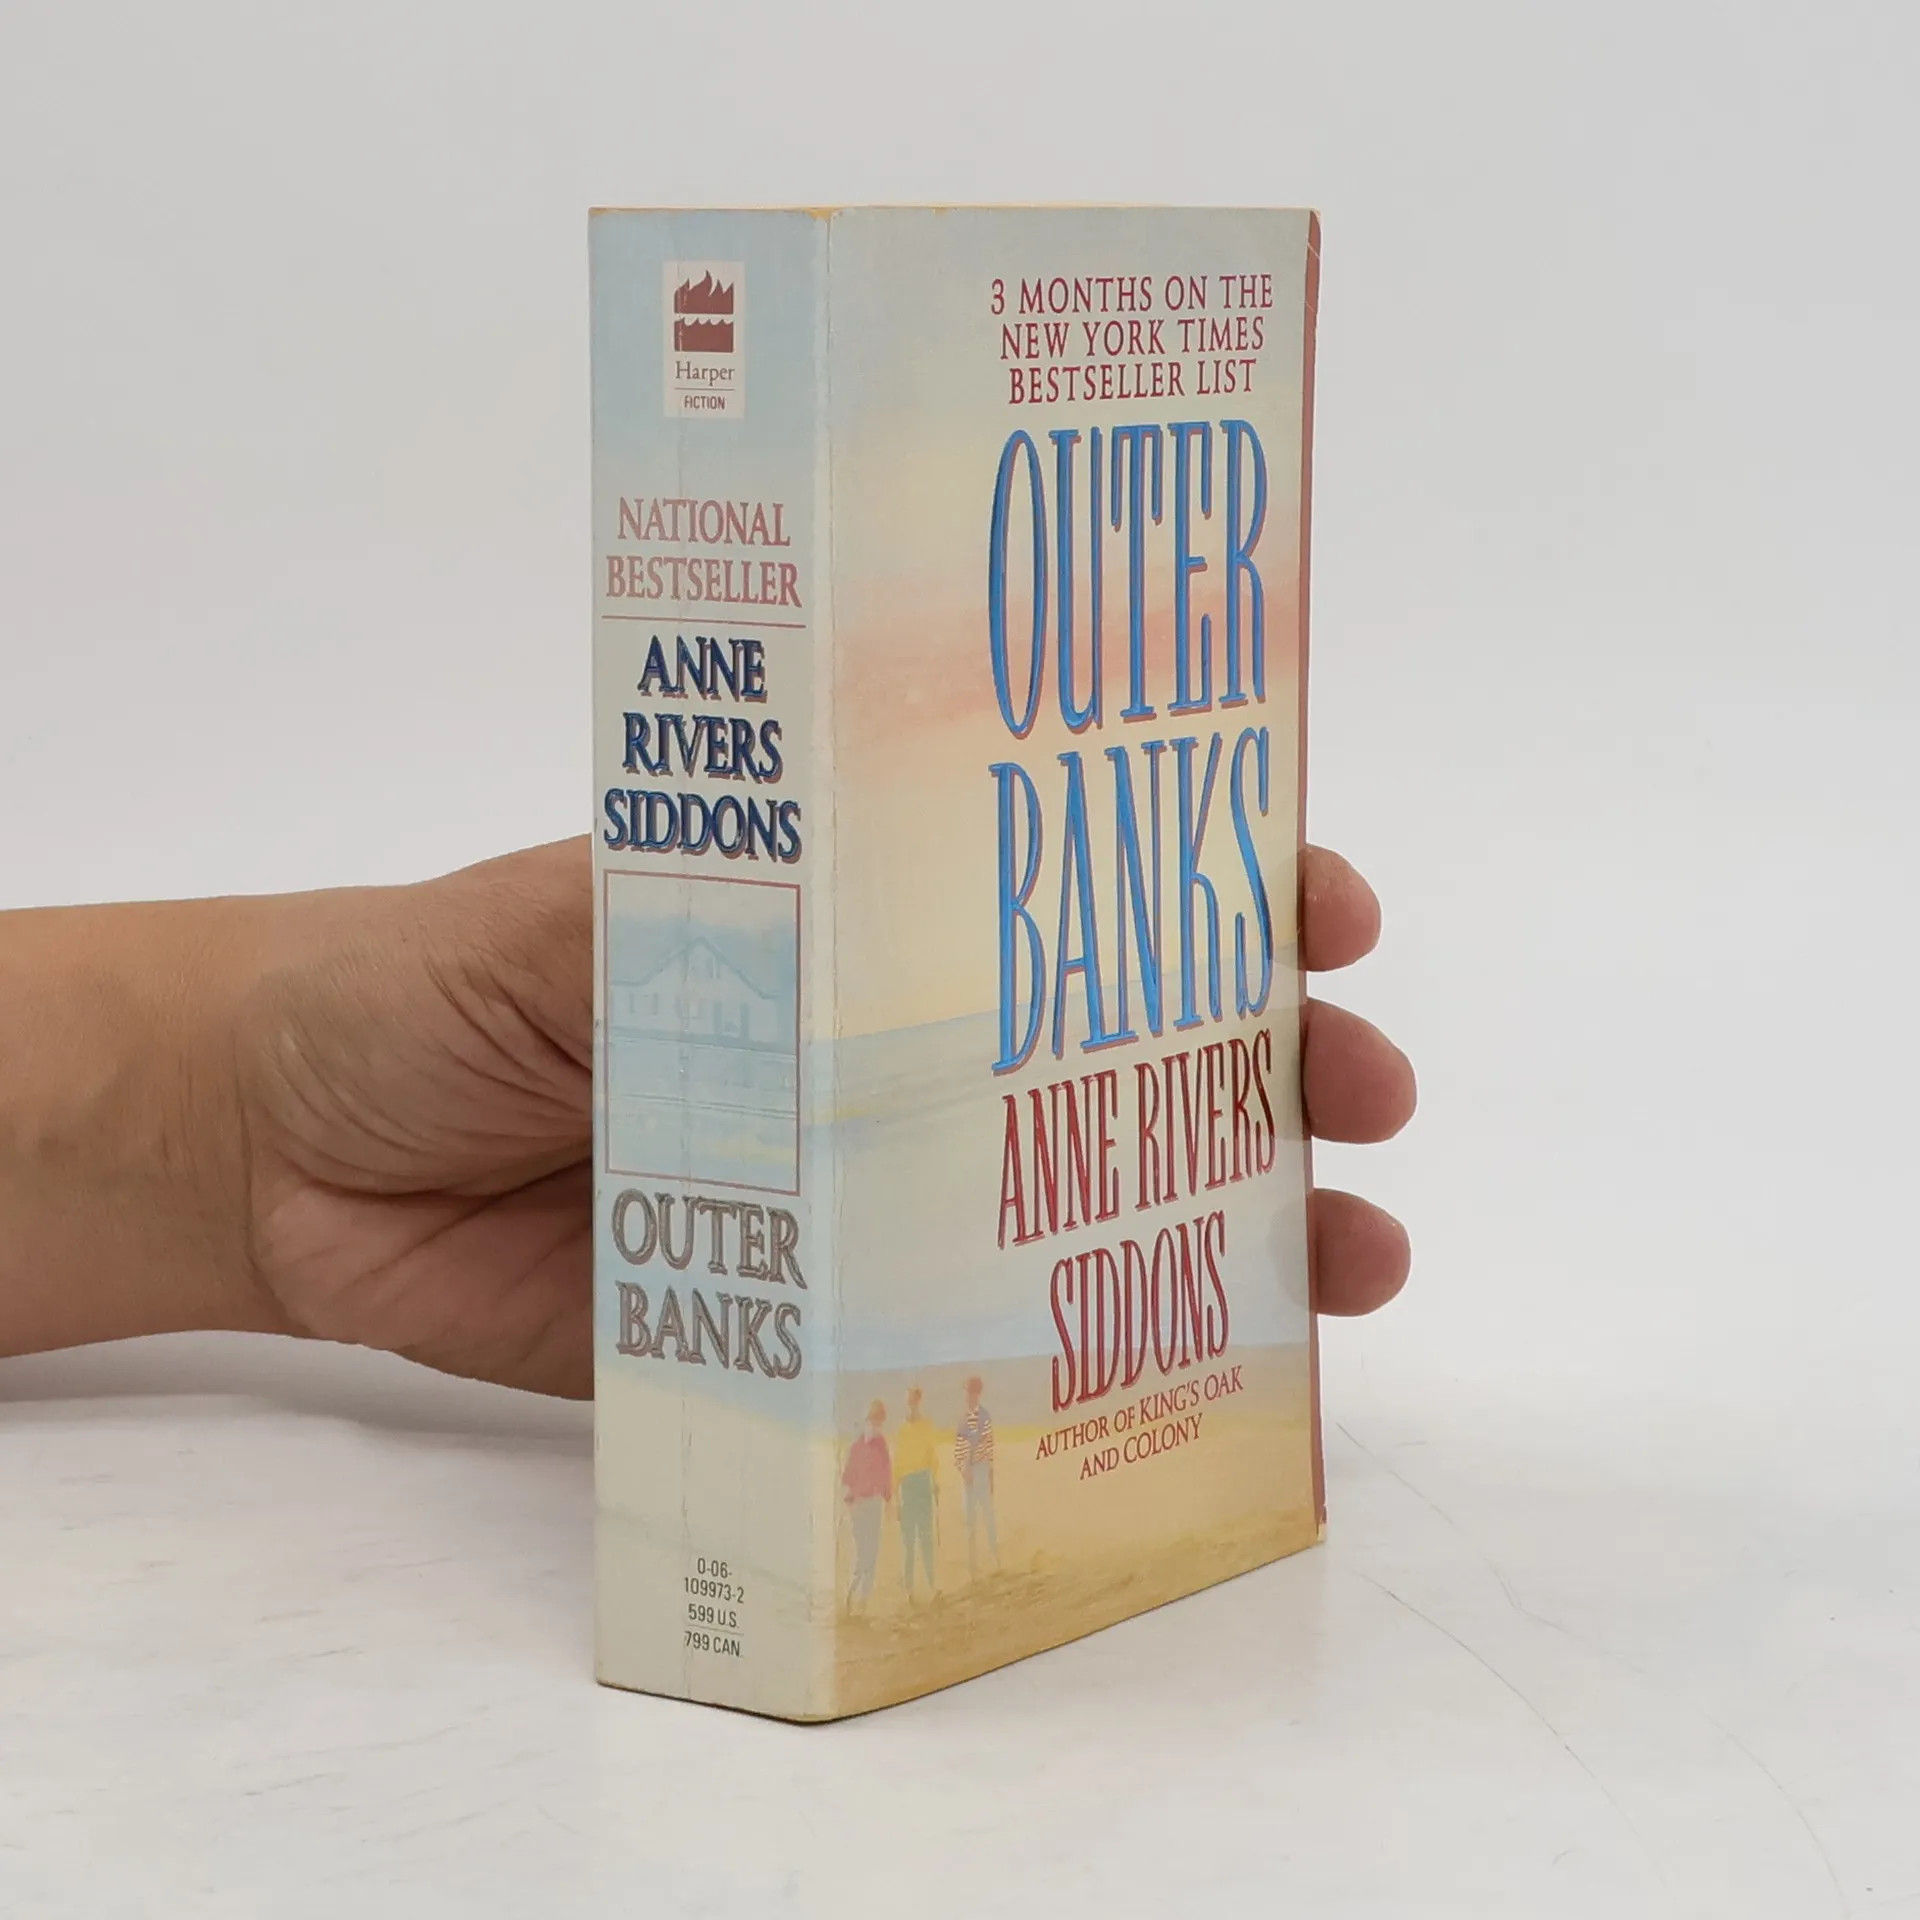 Harper
FICTION
NATIONAL
BESTSELLER
ANNE
RIVERS
SIDDONS
OUTER
BANKS
0-06-
109973-2
599 U.S.
799 CAN.
3 MONTHS ON THE
NEW YORK TIMES
BESTSELLER LIST
OUTER
BANKS
ANNE RIVERS
SIDDONS
AUTHOR OF KING'S OAK
AND COLONY